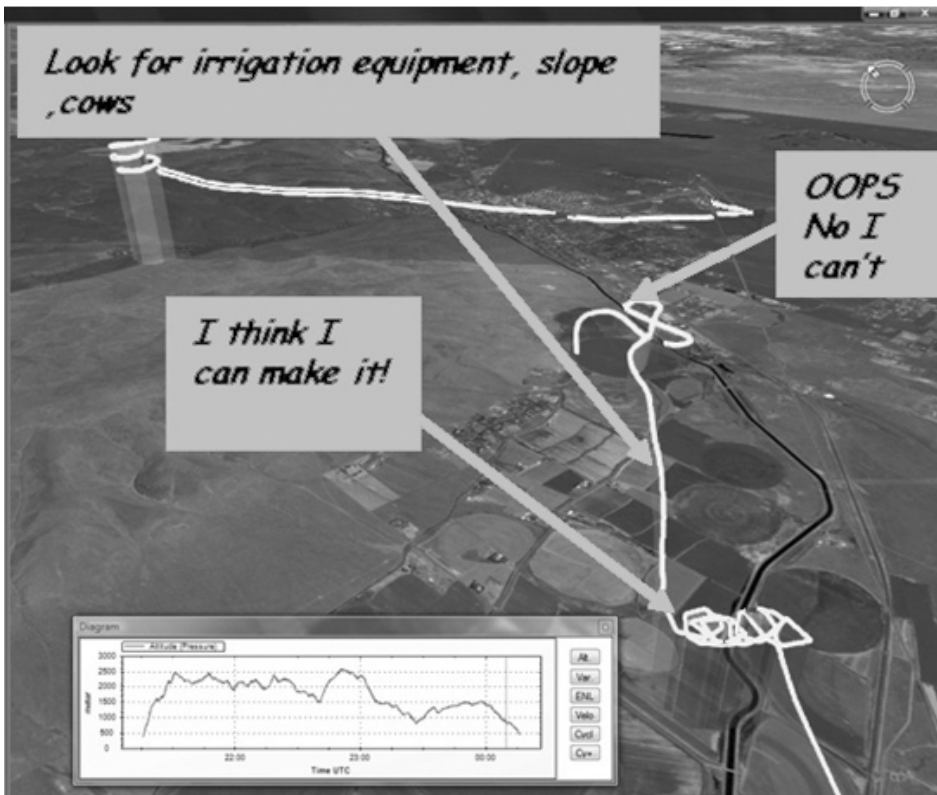 Look for irrigation equipment, slope
,cows
OOPS
No I
can't
I think I
can make it!
Diagram
Altitude (Pressure)
3000
2500
2000
1500
1000
500
0
meter
22:00
23:00
00:00
Time UTC
Alt.
Var.
ENL
Velo